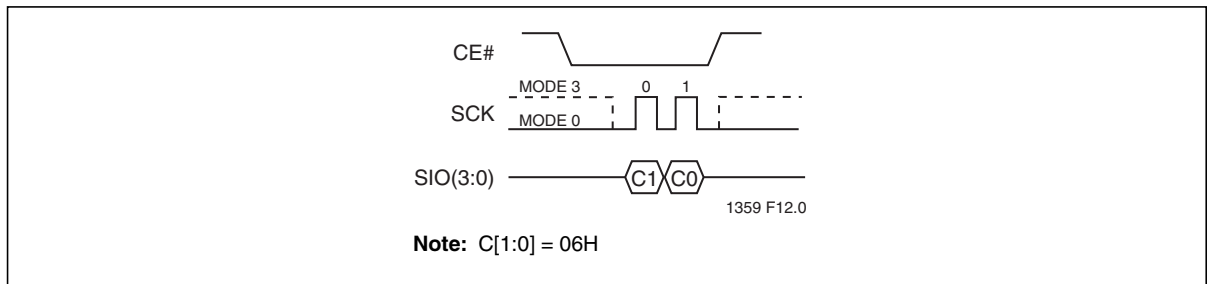 CE#
MODE 3 0 1
SCK
MODE 0
SIO(3:0) C1 C0
1359 F12.0
Note: C[1:0] = 06H